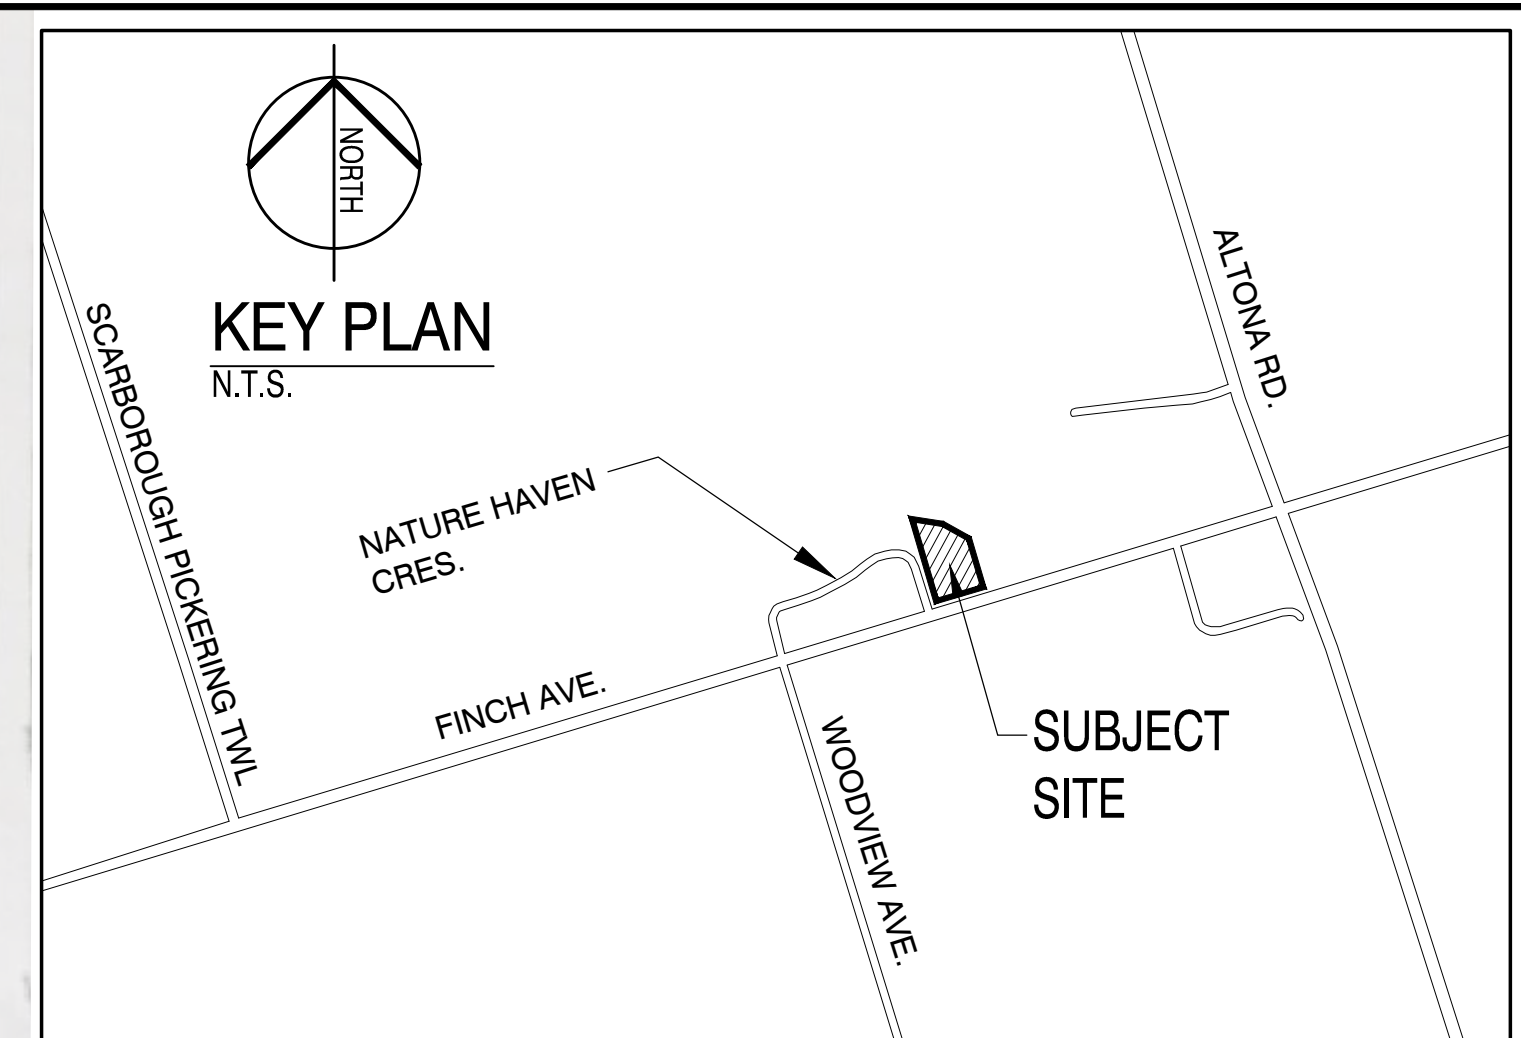 NORTH
KEY PLAN
N.T.S.
ALTONA RD.
SCARBOROUGH PICKERING TWL
NATURE HAVEN
CRES.
FINCH AVE.
WOODVIEW AVE.
SUBJECT
SITE